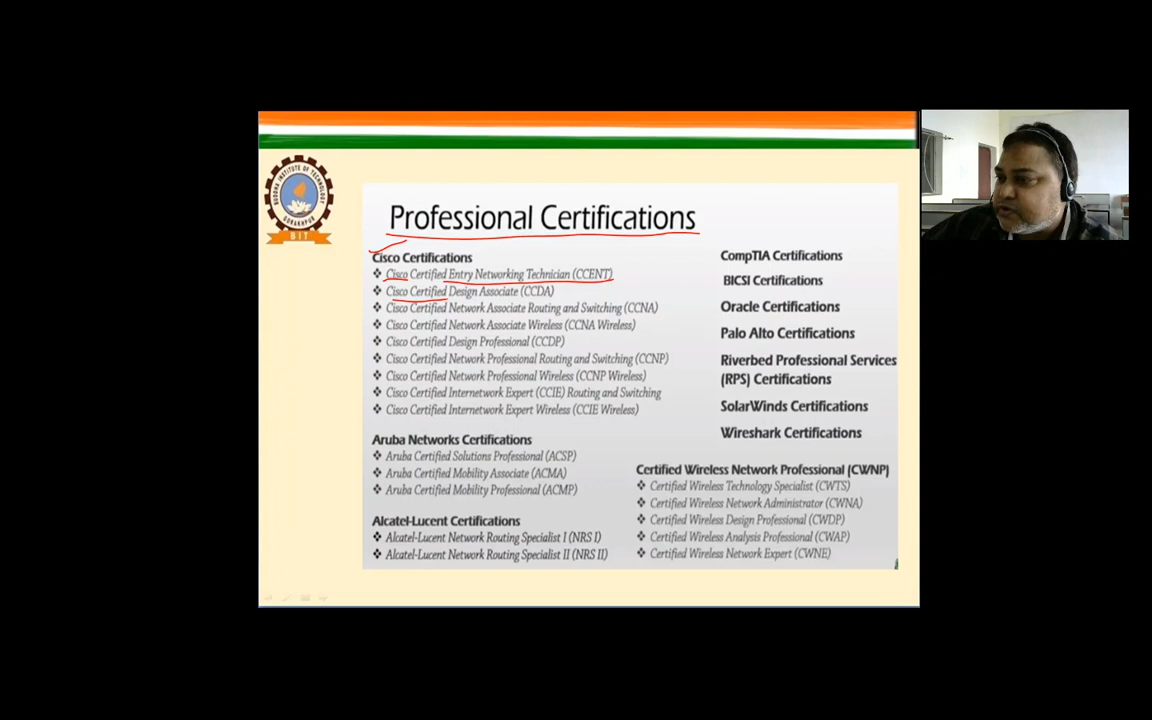 BUDDHA INSTITUTE OF TECHNOLOGY
GORAKHPUR
BIT
Professional Certifications
Cisco Certifications
❖ Cisco Certified Entry Networking Technician (CCENT)
❖ Cisco Certified Design Associate (CCDA)
❖ Cisco Certified Network Associate Routing and Switching (CCNA)
❖ Cisco Certified Network Associate Wireless (CCNA Wireless)
❖ Cisco Certified Design Professional (CCDP)
❖ Cisco Certified Network Professional Routing and Switching (CCNP)
❖ Cisco Certified Network Professional Wireless (CCNP Wireless)
❖ Cisco Certified Internetwork Expert (CCIE) Routing and Switching
❖ Cisco Certified Internetwork Expert Wireless (CCIE Wireless)
Aruba Networks Certifications
❖ Aruba Certified Solutions Professional (ACSP)
❖ Aruba Certified Mobility Associate (ACMA)
❖ Aruba Certified Mobility Professional (ACMP)
Alcatel-Lucent Certifications
❖ Alcatel-Lucent Network Routing Specialist I (NRS I)
❖ Alcatel-Lucent Network Routing Specialist II (NRS II)
CompTIA Certifications
BICSI Certifications
Oracle Certifications
Palo Alto Certifications
Riverbed Professional Services
(RPS) Certifications
SolarWinds Certifications
Wireshark Certifications
Certified Wireless Network Professional (CWNP)
❖ Certified Wireless Technology Specialist (CWTS)
❖ Certified Wireless Network Administrator (CWNA)
❖ Certified Wireless Design Professional (CWDP)
❖ Certified Wireless Analysis Professional (CWAP)
❖ Certified Wireless Network Expert (CWNE)